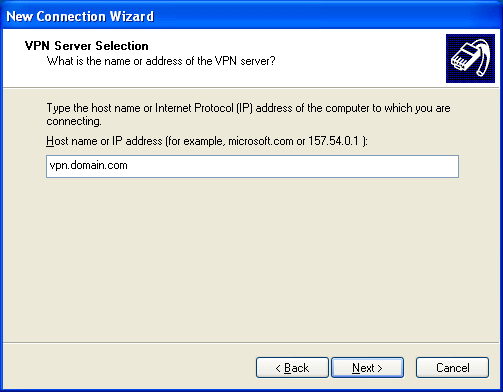 New Connection Wizard
VPN Server Selection
What is the name or address of the VPN server?
Type the host name or Internet Protocol (IP) address of the computer to which you are
connecting.
Host name or IP address (for example, microsoft.com or 157.54.0.1 ):
vpn.domain.com
< Back
Next >
Cancel